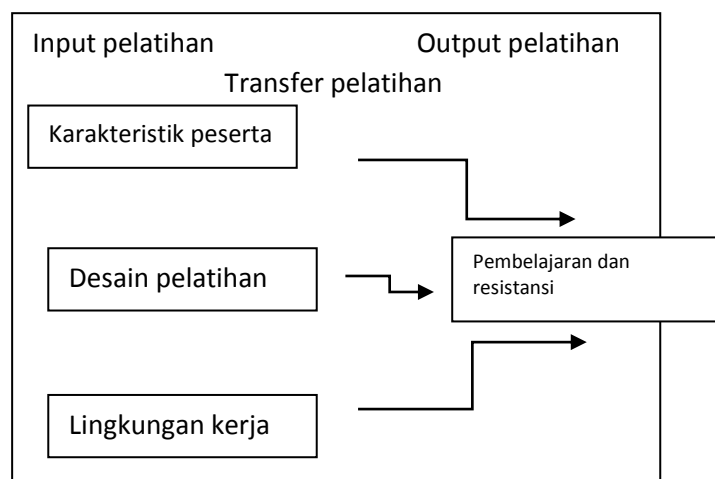 Input pelatihan
Output pelatihan
Transfer pelatihan
Karakteristik peserta
Desain pelatihan
Pembelajaran dan
resistansi
Lingkungan kerja